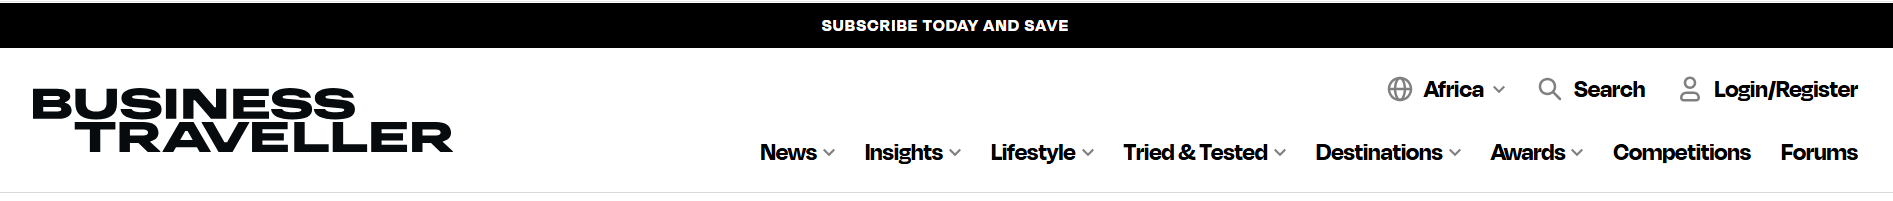 SUBSCRIBE TODAY AND SAVE
BUSINESS
TRAVELLER
Africa Search Login/Register
News Insights Lifestyle Tried & Tested Destinations Awards Competitions Forums